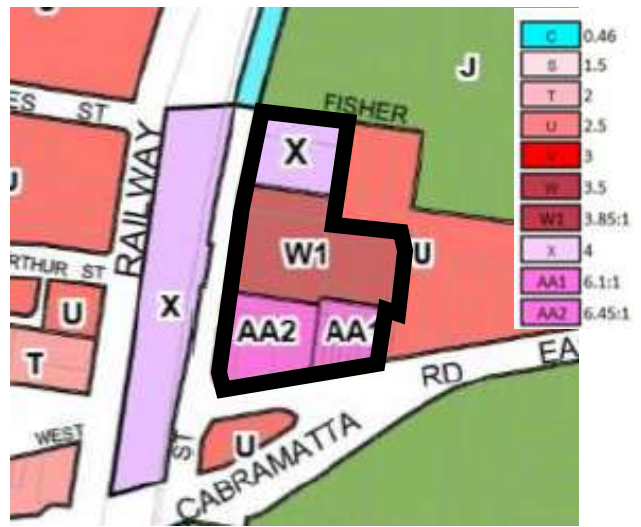 J
ES ST
FISHER
RAILWAY
X
J
W1
U
RTHUR ST
X
U
AA2
AA1
T
RD
EA
WEST
ST
U
CABRAMATTA
C 0.46
S 1.5
T 2
U 2.5
V 3
W 3.5
W1 3.85:1
X 4
AA1 6.1:1
AA2 6.45:1